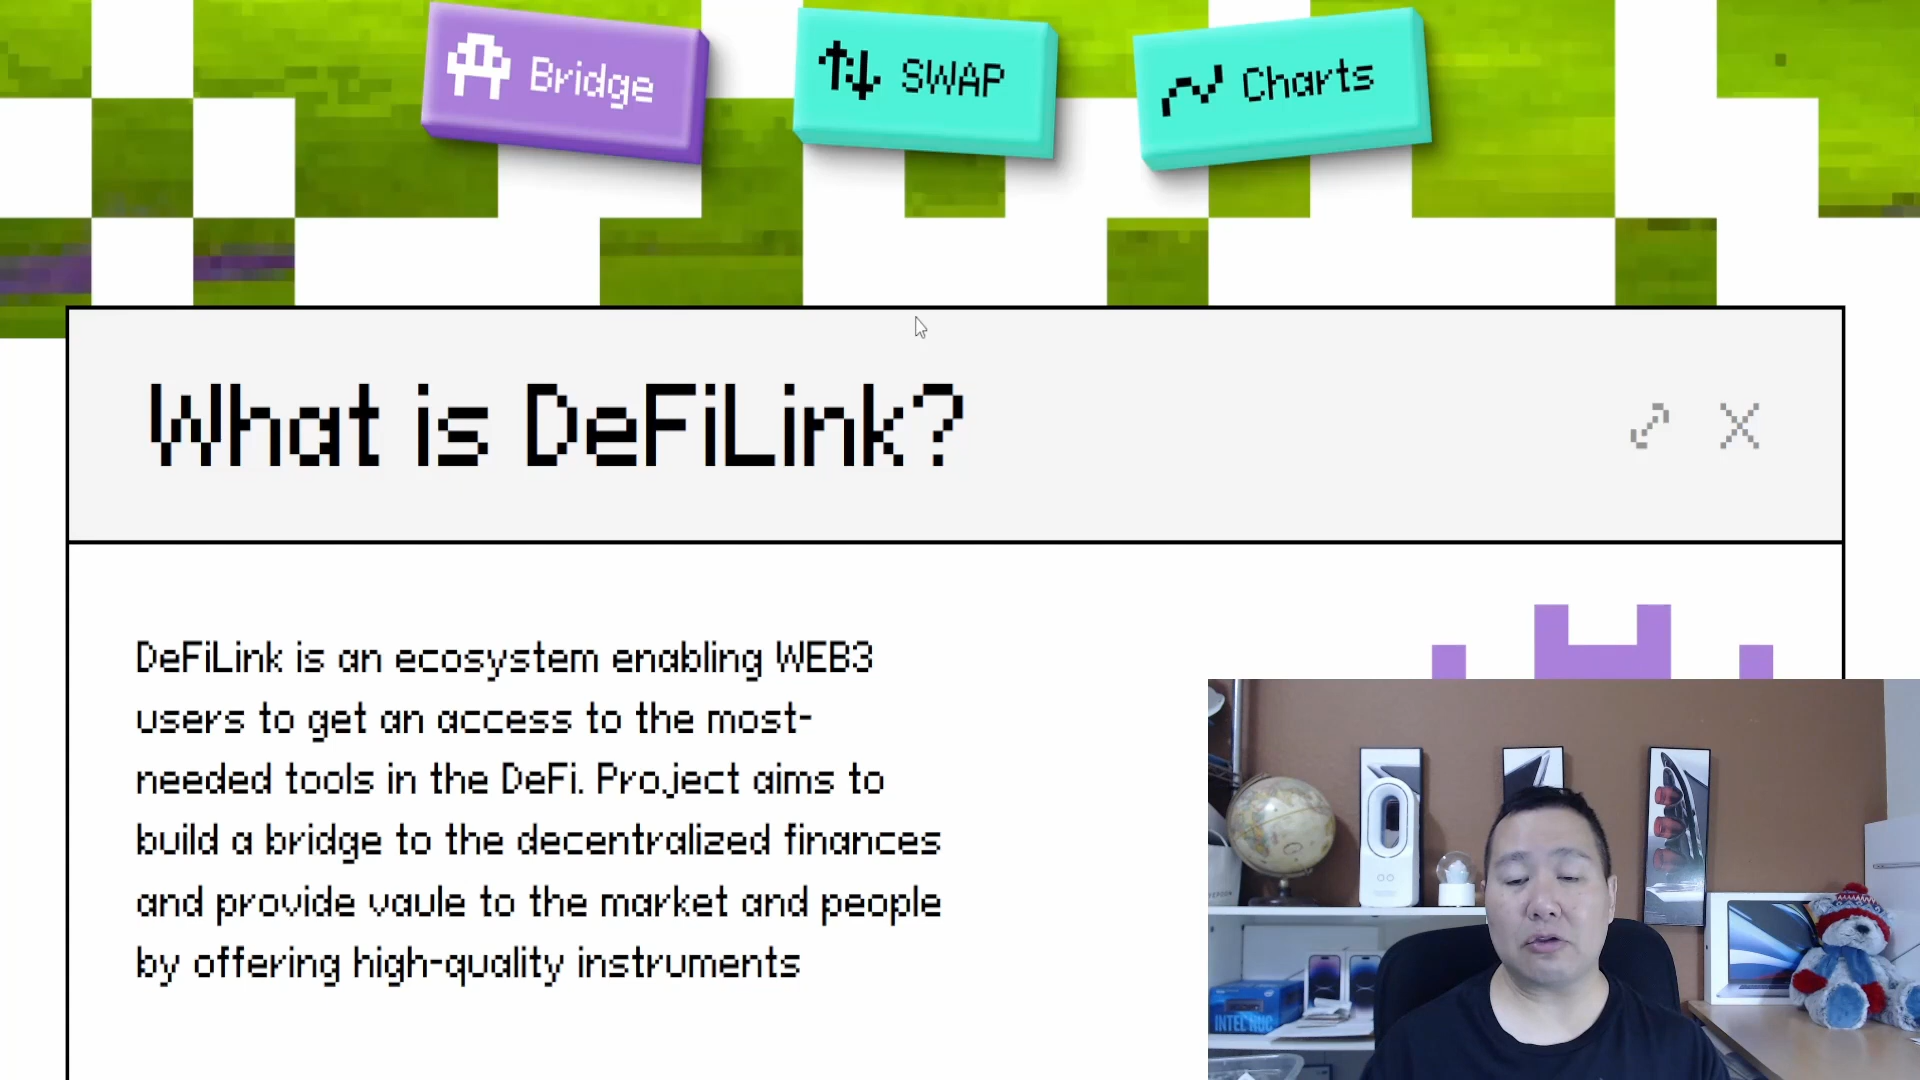 Bridge
SWAP
Charts
What is DeFiLink?
DeFiLink is an ecosystem enabling WEB3
users to get an access to the most-
needed tools in the DeFi. Project aims to
build a bridge to the decentralized finances
and provide vaule to the market and people
by offering high-quality instruments
INTEL NUC